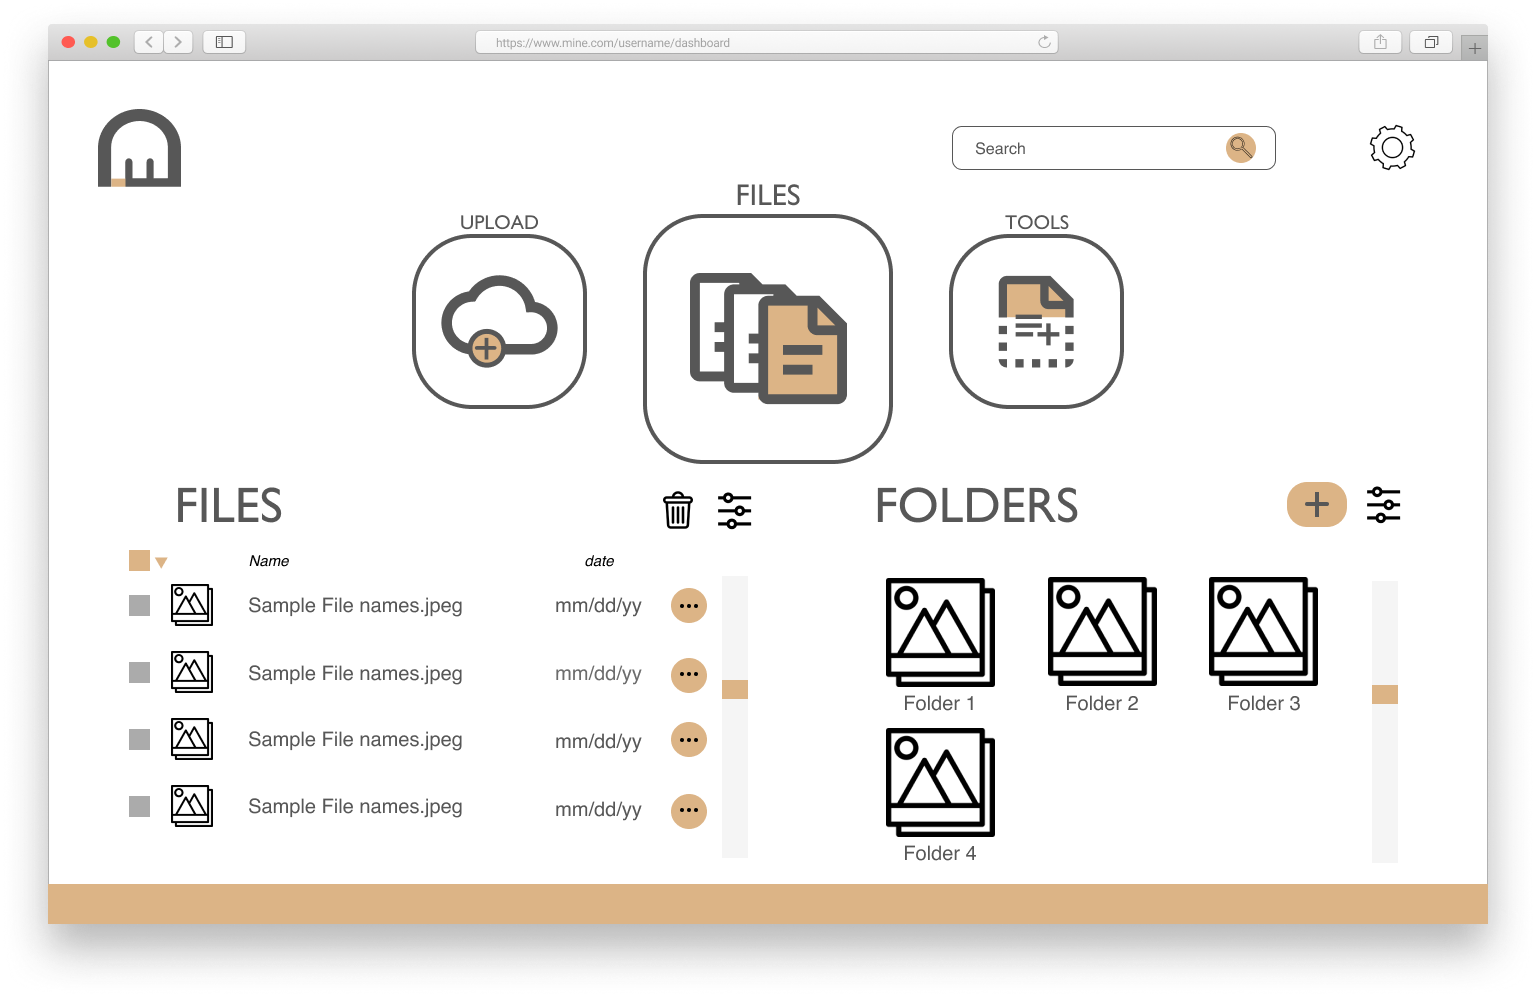 https://www.mine.com/username/dashboard
Search
FILES
UPLOAD
TOOLS
FILES
FOLDERS
Name date
Sample File names.jpeg mm/dd/yy
Sample File names.jpeg mm/dd/yy
Sample File names.jpeg mm/dd/yy
Sample File names.jpeg mm/dd/yy
Folder 1 Folder 2 Folder 3
Folder 4